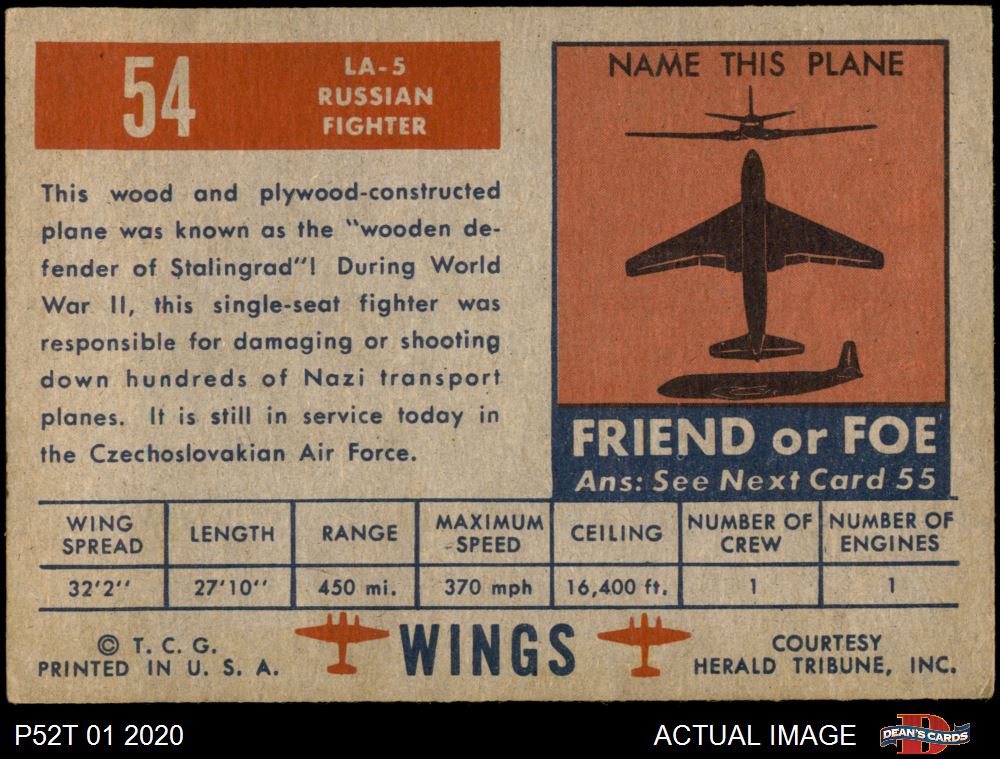 54
LA-5
RUSSIAN
FIGHTER
This wood and plywood-constructed
plane was known as the "wooden de-
fender of Stalingrad"! During World
War II, this single-seat fighter was
responsible for damaging or shooting
down hundreds of Nazi transport
planes. It is still in service today in
the Czechoslovakian Air Force.
NAME THIS PLANE
FRIEND or FOE
Ans: See Next Card 55
WING SPREAD LENGTH RANGE MAXIMUM SPEED CEILING NUMBER OF CREW NUMBER OF ENGINES
32'2'' 27'10'' 450 mi. 370 mph 16,400 ft. 1 1
© T. C. G.
PRINTED IN U. S. A.
WINGS
COURTESY
HERALD TRIBUNE, INC.
P52T 01 2020
ACTUAL IMAGE
D
DEAN'S CARDS